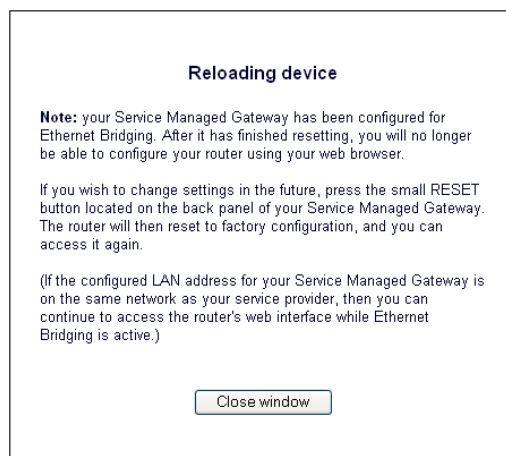 Reloading device
Note: your Service Managed Gateway has been configured for
Ethernet Bridging. After it has finished resetting, you will no longer
be able to configure your router using your web browser.
If you wish to change settings in the future, press the small RESET
button located on the back panel of your Service Managed Gateway.
The router will then reset to factory configuration, and you can
access it again.
(If the configured LAN address for your Service Managed Gateway is
on the same network as your service provider, then you can
continue to access the router's web interface while Ethernet
Bridging is active.)
Close window